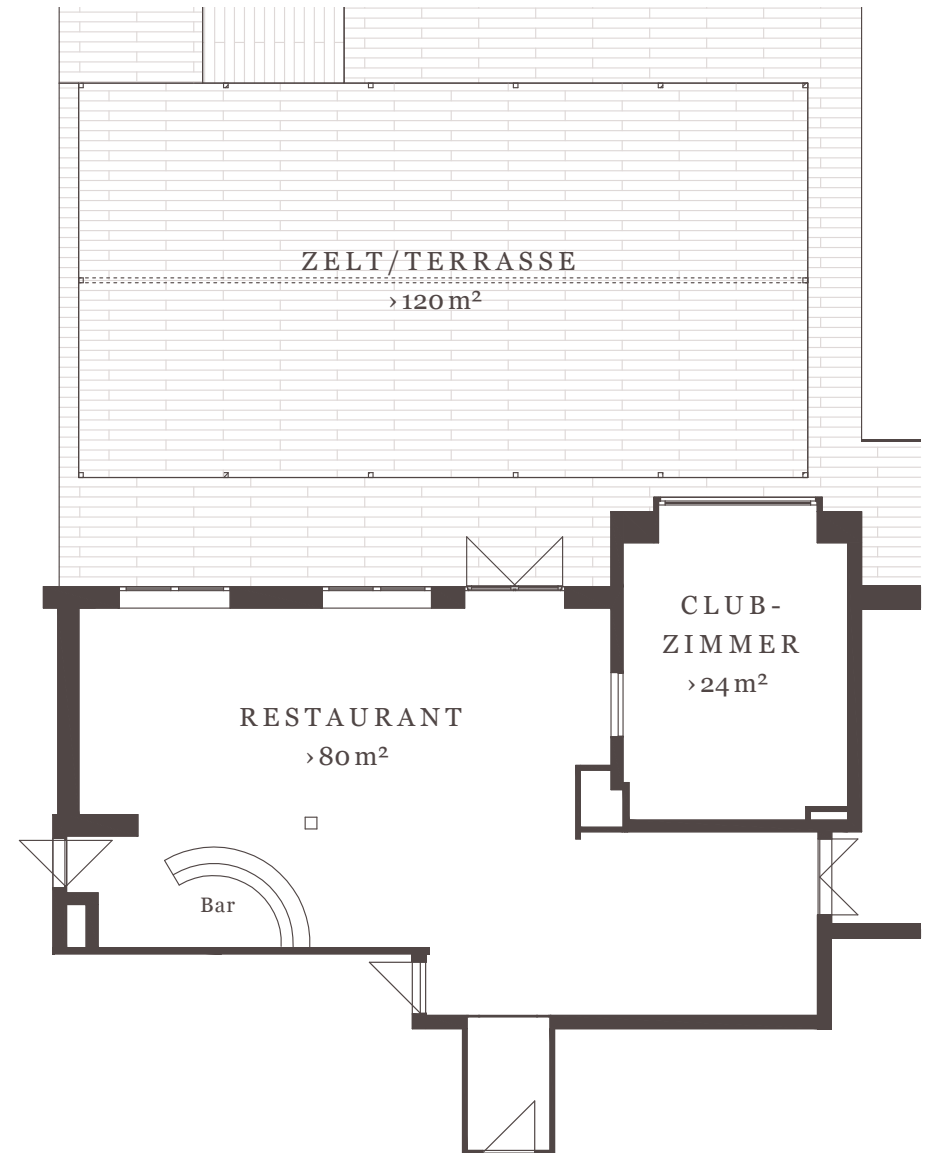 ZELT/TERRASSE
›120 m²
CLUB-
ZIMMER
›24 m²
RESTAURANT
›80 m²
Bar